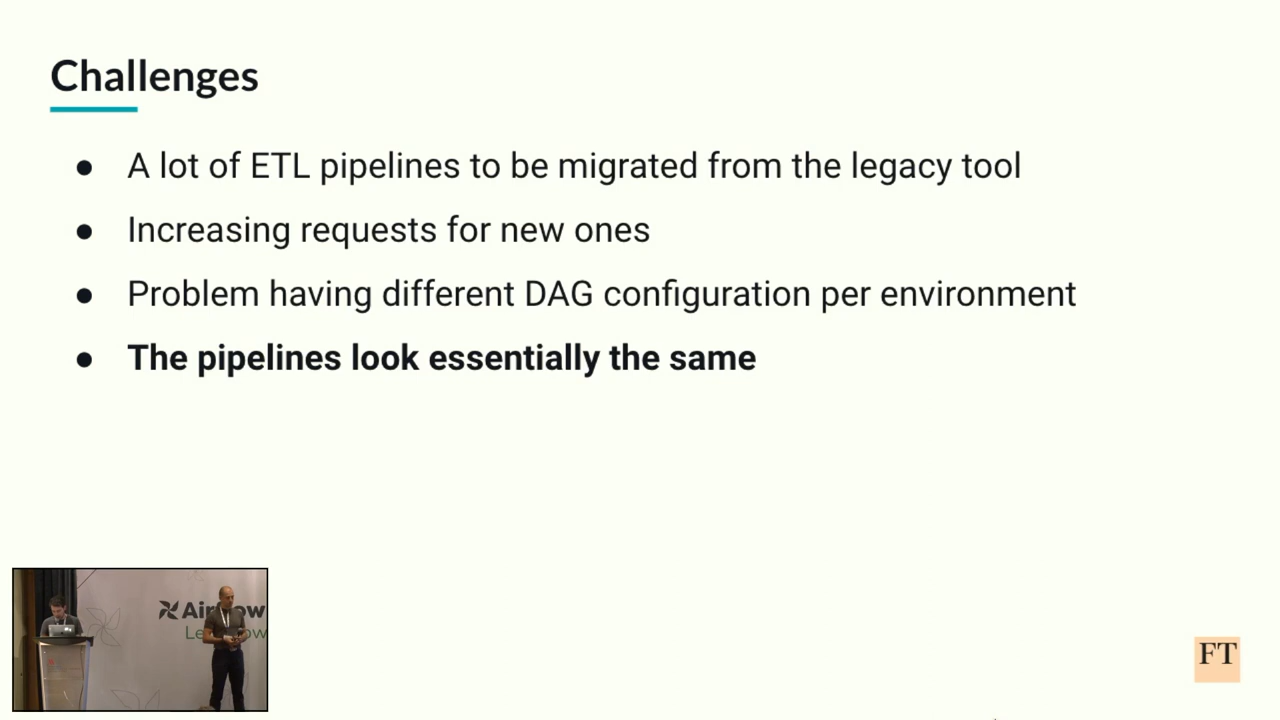 Challenges
● A lot of ETL pipelines to be migrated from the legacy tool
● Increasing requests for new ones
● Problem having different DAG configuration per environment
● The pipelines look essentially the same
FT